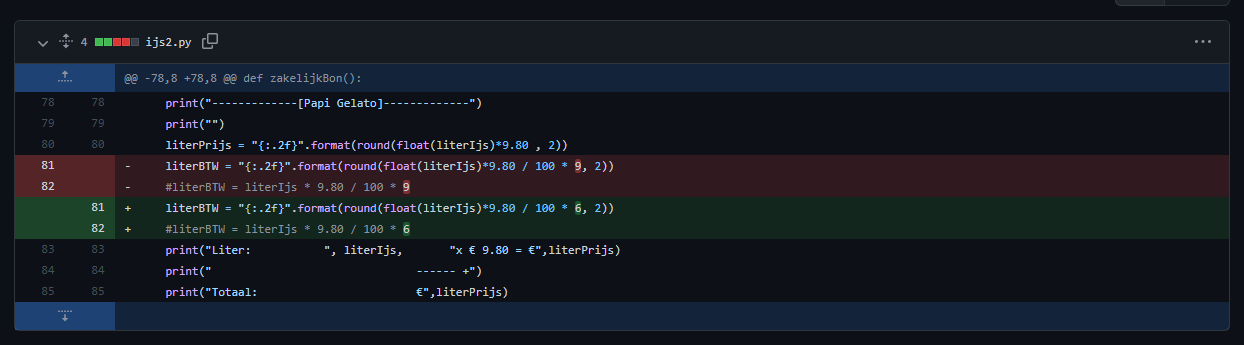 4 ijs2.py
@@ -78,8 +78,8 @@ def zakelijkBon():
78 78 print("-------------[Papi Gelato]-------------")
79 79 print("")
80 80 literPrijs = "{:.2f}".format(round(float(literIjs)*9.80 , 2))
81 - literBTW = "{:.2f}".format(round(float(literIjs)*9.80 / 100 * 9, 2))
82 - #literBTW = literIjs * 9.80 / 100 * 9
81 + literBTW = "{:.2f}".format(round(float(literIjs)*9.80 / 100 * 6, 2))
82 + #literBTW = literIjs * 9.80 / 100 * 6
83 83 print("Liter:           ", literIjs,       "x € 9.80 = €",literPrijs)
84 84 print("                               ------ +")
85 85 print("Totaal:                        €",literPrijs)